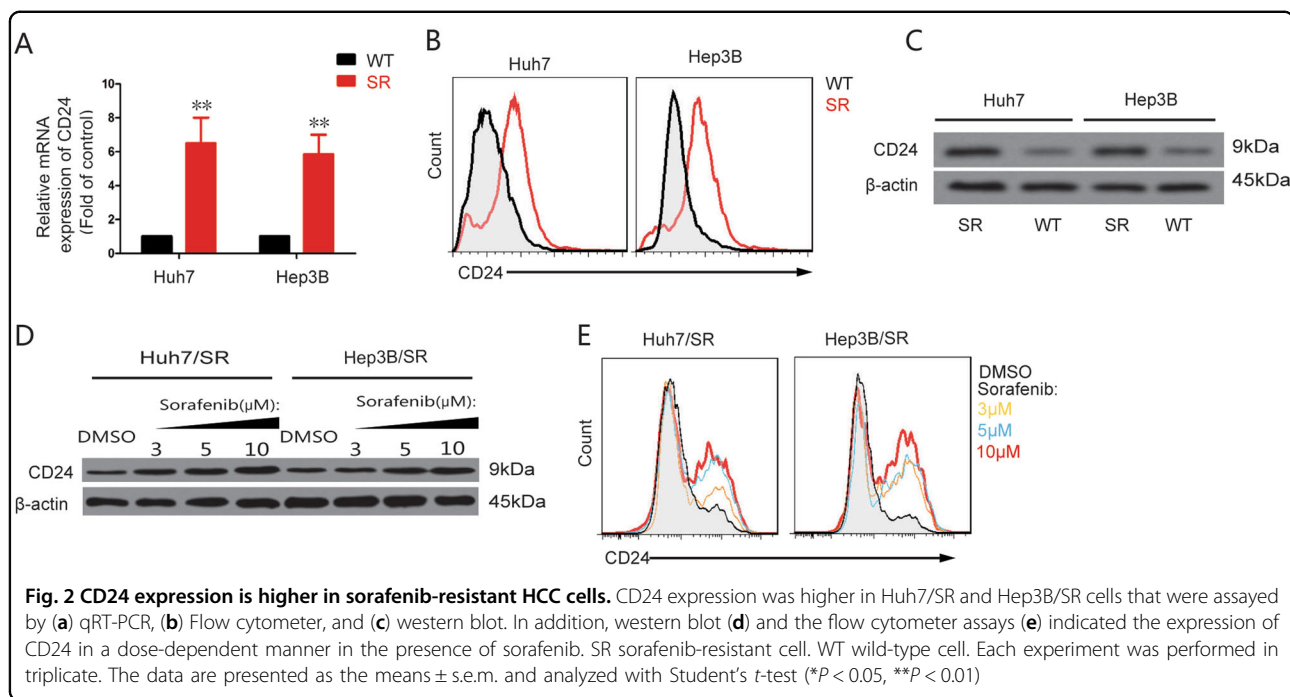 A
WT
SR
Relative mRNA
expression of CD24
(Fold of control)
10
8
6
4
2
0
**
**
Huh7
Hep3B
B
Huh7
Hep3B
WT
SR
Count
CD24
C
Huh7
Hep3B
CD24
9kDa
β-actin
45kDa
SR WT SR WT
D
Huh7/SR
Hep3B/SR
Sorafenib(μM):
Sorafenib(μM):
DMSO 3 5 10 DMSO 3 5 10
CD24
9kDa
β-actin
45kDa
E
Huh7/SR
Hep3B/SR
DMSO
Sorafenib:
3μM
5μM
10μM
Count
CD24
Fig. 2 CD24 expression is higher in sorafenib-resistant HCC cells. CD24 expression was higher in Huh7/SR and Hep3B/SR cells that were assayed
by (a) qRT-PCR, (b) Flow cytometer, and (c) western blot. In addition, western blot (d) and the flow cytometer assays (e) indicated the expression of
CD24 in a dose-dependent manner in the presence of sorafenib. SR sorafenib-resistant cell. WT wild-type cell. Each experiment was performed in
triplicate. The data are presented as the means ± s.e.m. and analyzed with Student's t-test (*P < 0.05, **P < 0.01)